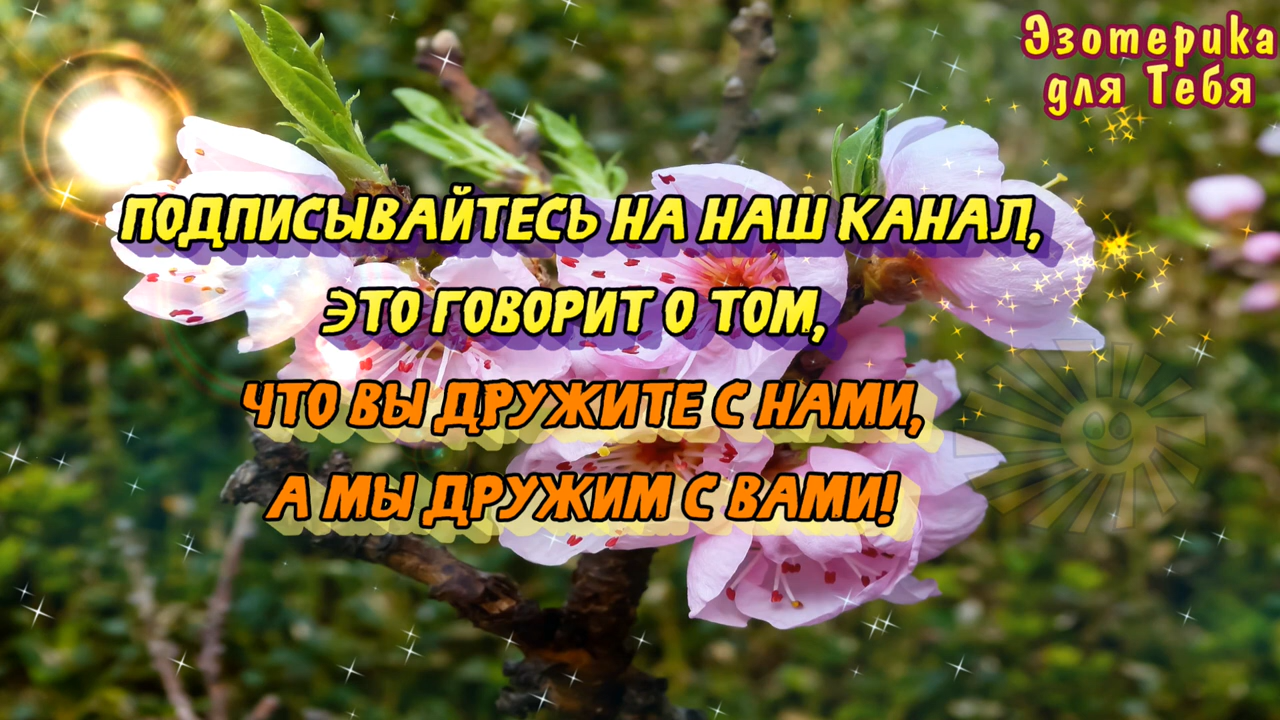 Эзотерика
для Тебя
ПОДПИСЫВАЙТЕСЬ НА НАШ КАНАЛ,
ЭТО ГОВОРИТ О ТОМ,
ЧТО ВЫ ДРУЖИТЕ С НАМИ,
А МЫ ДРУЖИМ С ВАМИ!